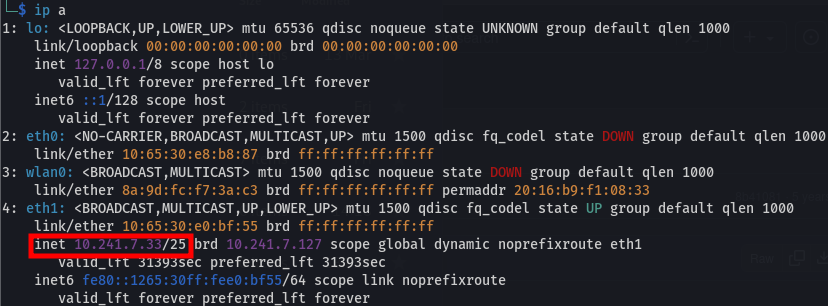 $ ip a
1: lo: <LOOPBACK,UP,LOWER_UP> mtu 65536 qdisc noqueue state UNKNOWN group default qlen 1000
link/loopback 00:00:00:00:00:00 brd 00:00:00:00:00:00
inet 127.0.0.1/8 scope host lo
valid_lft forever preferred_lft forever
inet6 ::1/128 scope host
valid_lft forever preferred_lft forever
2: eth0: <NO-CARRIER,BROADCAST,MULTICAST,UP> mtu 1500 qdisc fq_codel state DOWN group default qlen 1000
link/ether 10:65:30:e8:b8:87 brd ff:ff:ff:ff:ff:ff
3: wlan0: <BROADCAST,MULTICAST> mtu 1500 qdisc noqueue state DOWN group default qlen 1000
link/ether 8a:9d:fc:f7:3a:c3 brd ff:ff:ff:ff:ff:ff permaddr 20:16:b9:f1:08:33
4: eth1: <BROADCAST,MULTICAST,UP,LOWER_UP> mtu 1500 qdisc fq_codel state UP group default qlen 1000
link/ether 10:65:30:e0:bf:55 brd ff:ff:ff:ff:ff:ff
inet 10.241.7.33/25 brd 10.241.7.127 scope global dynamic noprefixroute eth1
valid_lft 31393sec preferred_lft 31393sec
inet6 fe80::1265:30ff:fee0:bf55/64 scope link noprefixroute
valid_lft forever preferred_lft forever